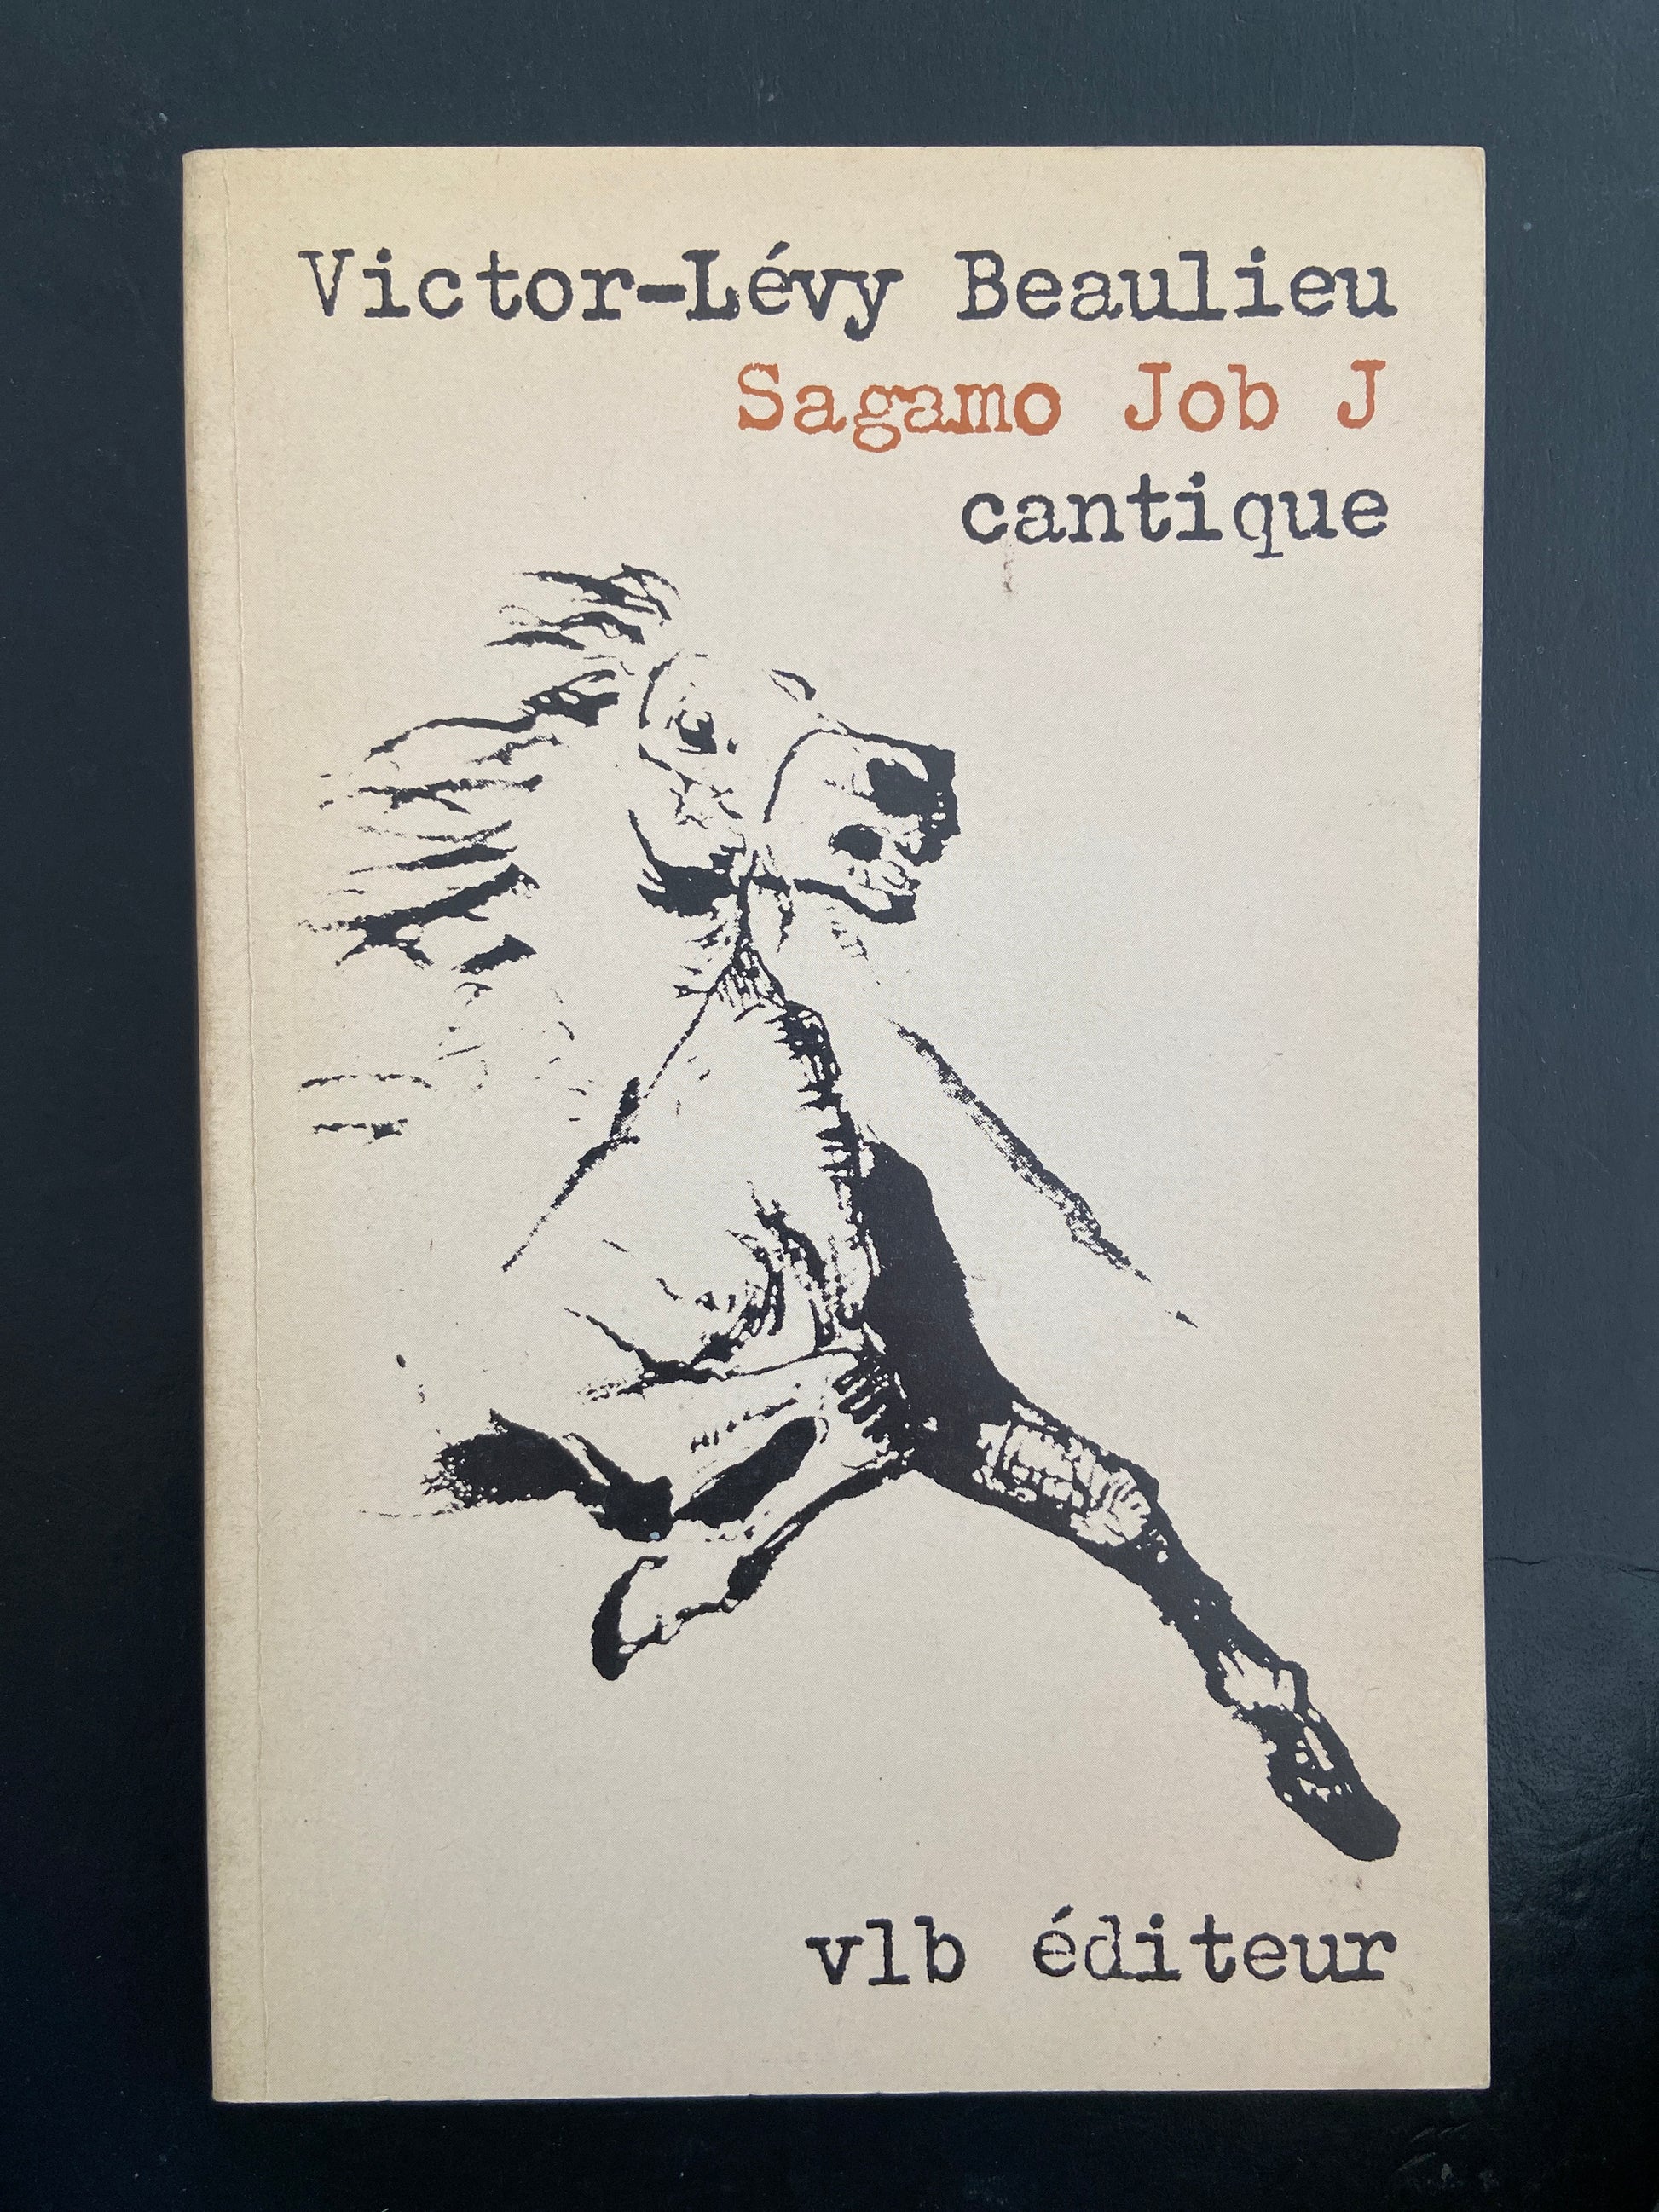 Victor-Lévy Beaulieu
Sagamo Job J
cantique
vlb éditeur